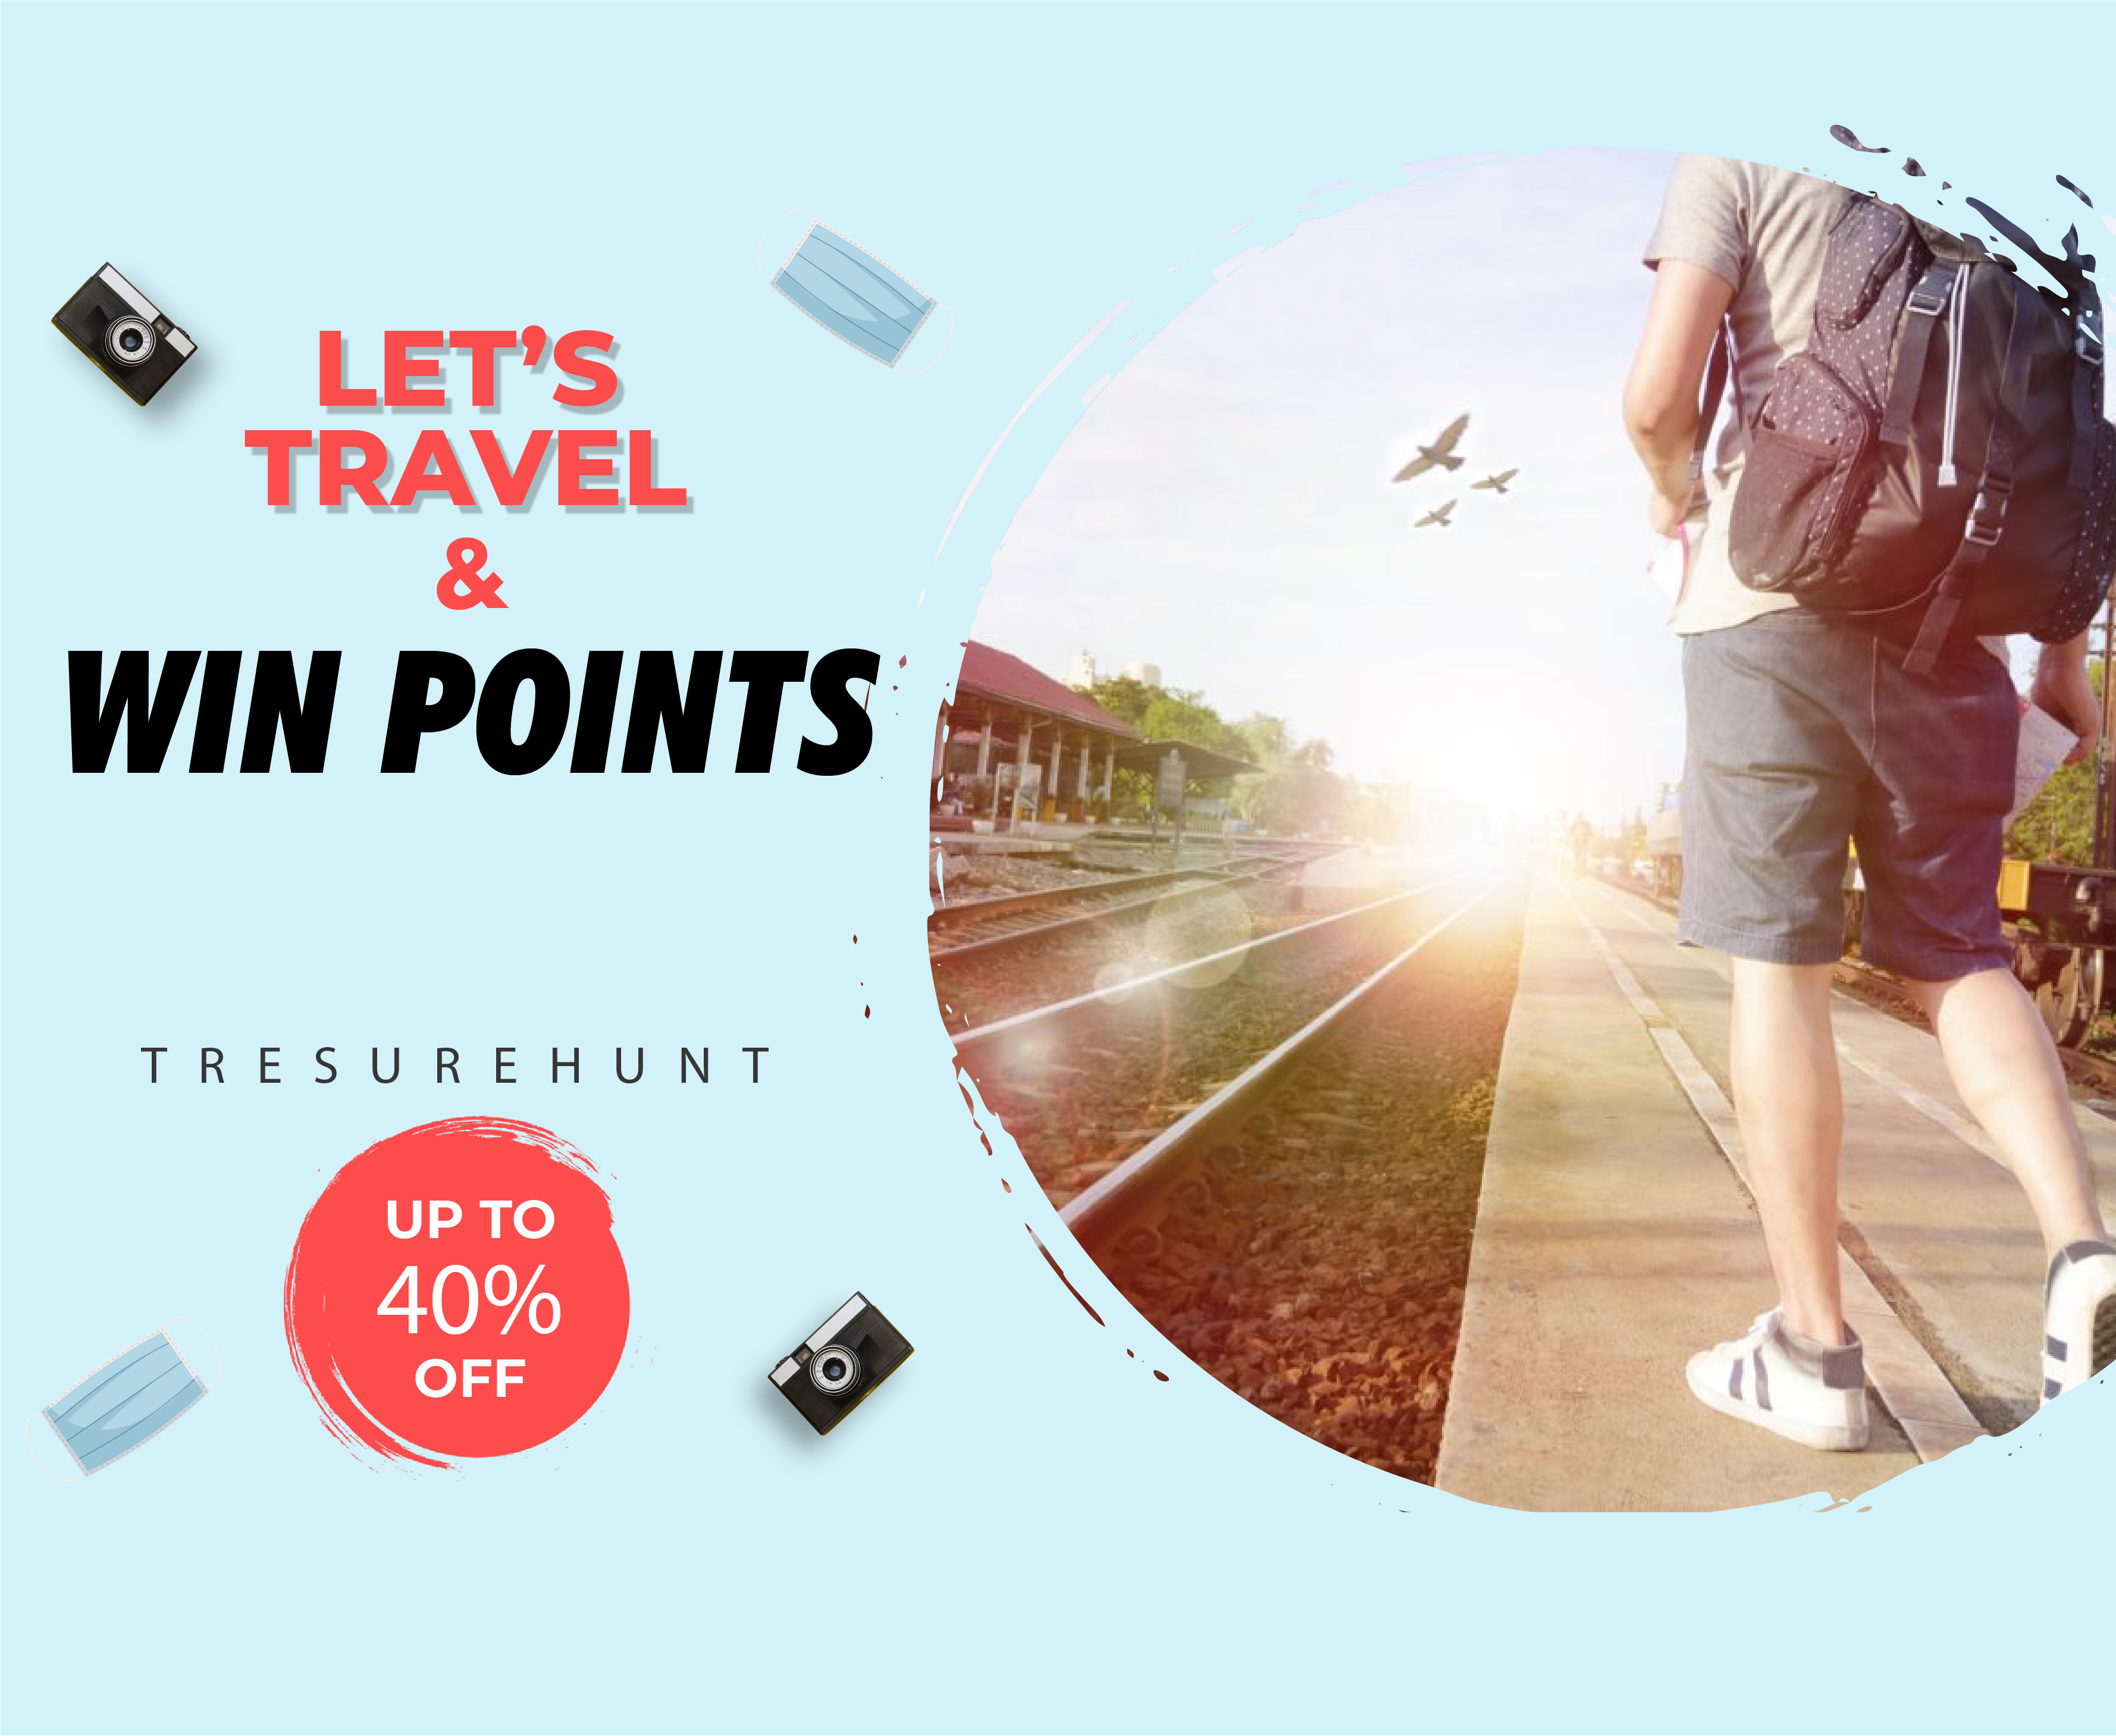 LET’S
TRAVEL
&
WIN POINTS
TRESUREHUNT
UP TO
40%
OFF